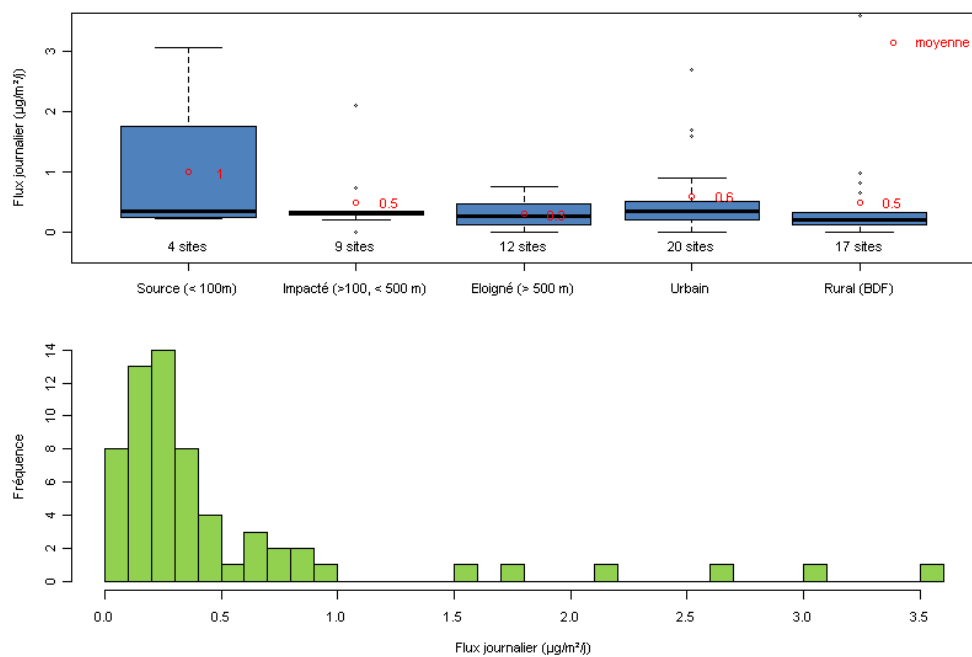 Flux journalier (µg/m²/j)
3
2
1
0
moyenne
1
0.5
0.3
0.6
0.5
4 sites
9 sites
12 sites
20 sites
17 sites
Source (< 100m)
Impacté (>100, < 500 m)
Eloigné (> 500 m)
Urbain
Rural (BDF)
Fréquence
14
12
8
6
4
2
0
0.0
0.5
1.0
1.5
2.0
2.5
3.0
3.5
Flux journalier (µg/m²/j)